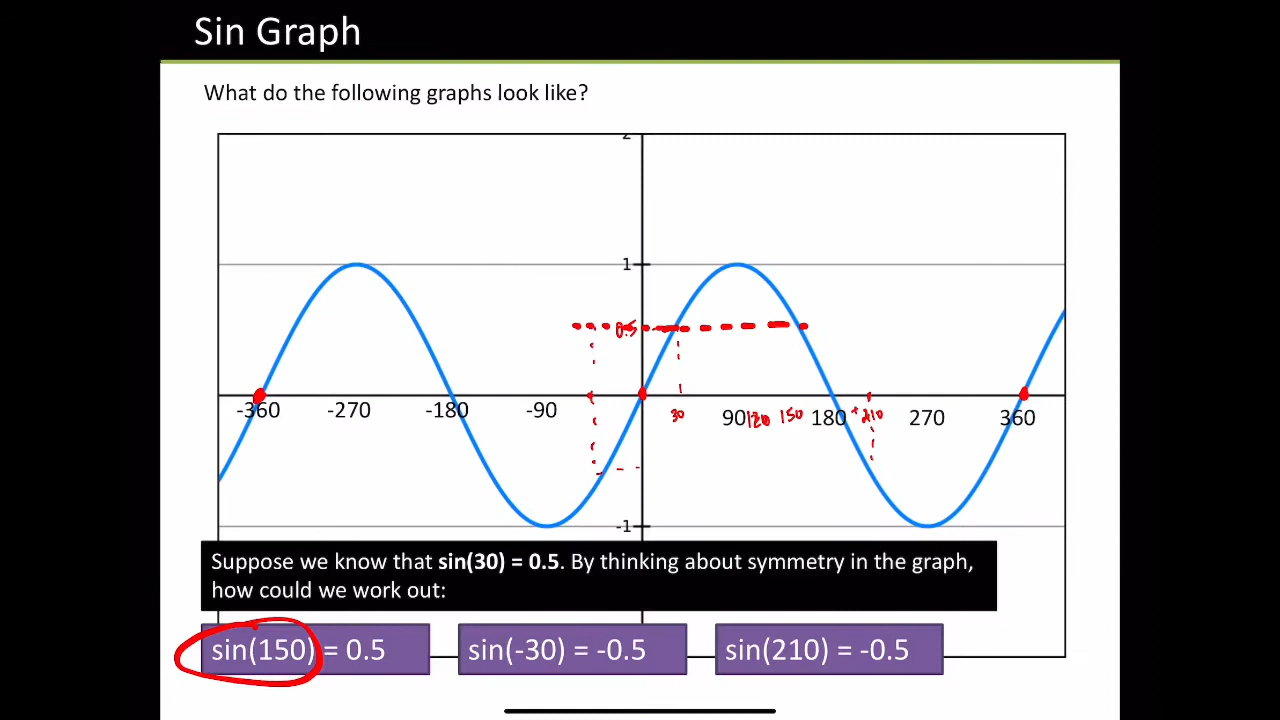 Sin Graph
What do the following graphs look like?
2
1
0.5
-360 -270 -180 -90 30 90 120 150 180 210 270 360
-1
Suppose we know that sin(30) = 0.5. By thinking about symmetry in the graph,
how could we work out:
sin(150) = 0.5 sin(-30) = -0.5 sin(210) = -0.5